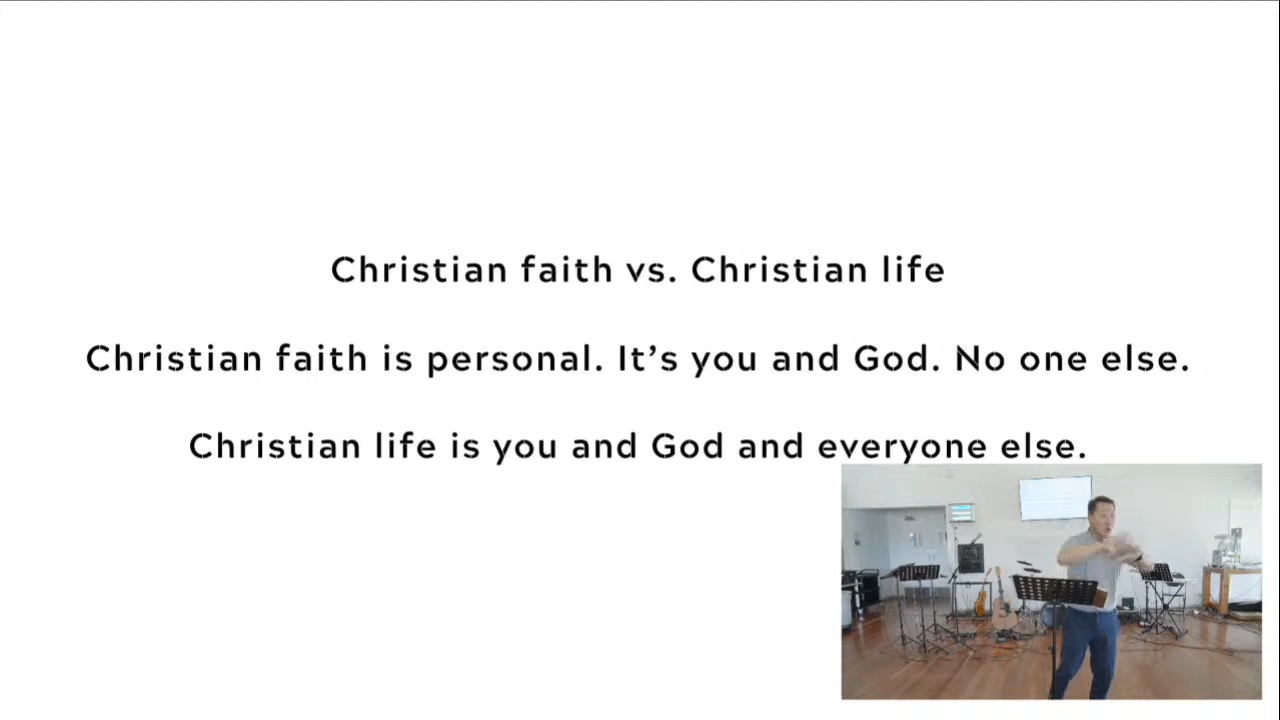 Christian faith vs. Christian life
Christian faith is personal. It’s you and God. No one else.
Christian life is you and God and everyone else.